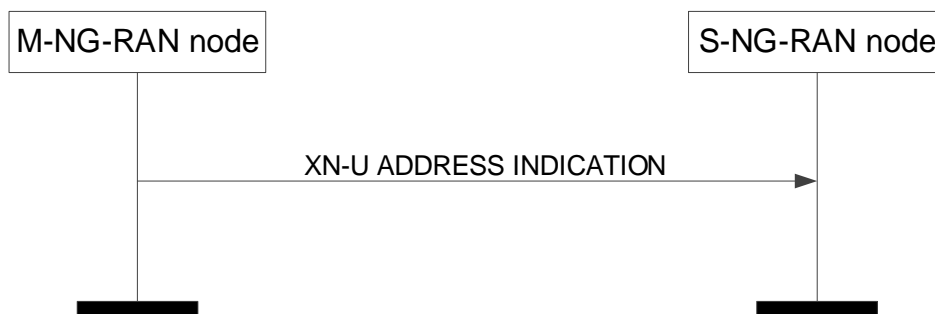 M-NG-RAN node
S-NG-RAN node
XN-U ADDRESS INDICATION